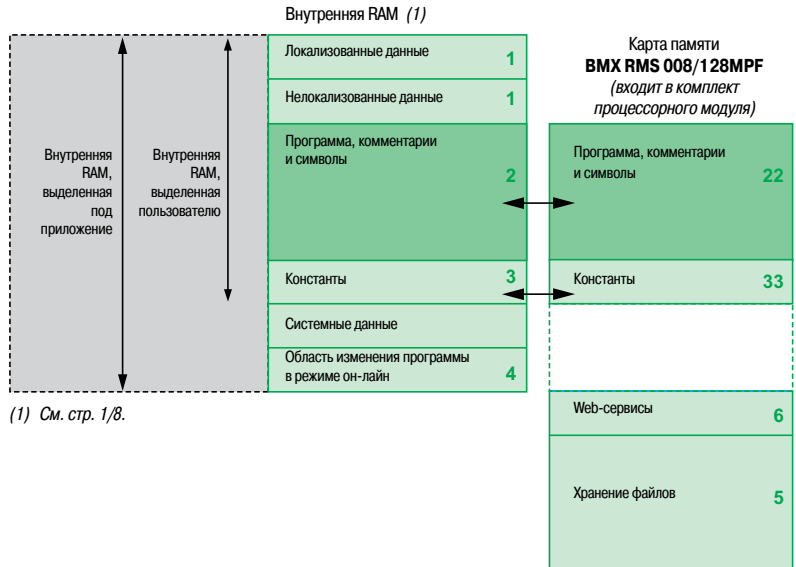 Внутренняя RAM (1)
Локализованные данные 1
Нелокализованные данные 1
Программа, комментарии
и символы
2
Константы 3
Системные данные
Область изменения программы
в режиме он-лайн 4
Внутренняя
RAM,
выделенная
под
приложение
Внутренняя
RAM,
выделенная
пользователю
(1) См. стр. 1/8.
Карта памяти
BMX RMS 008/128MPF
(входит в комплект
процессорного модуля)
Программа, комментарии
и символы 22
Константы 33
Web-сервисы 6
Хранение файлов 5